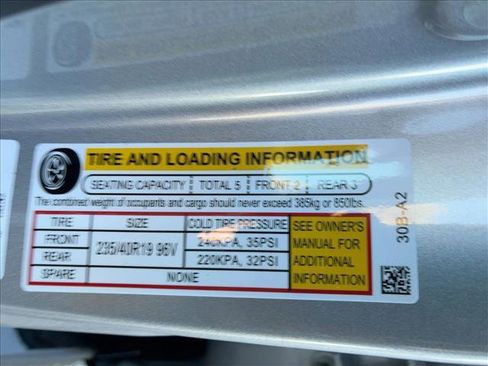 TIRE AND LOADING INFORMATION
SEATING CAPACITY TOTAL 5 FRONT 2 REAR 3
The combined weight of occupants and cargo should never exceed 385kg or 850lbs.
TIRE SIZE COLD TIRE PRESSURE SEE OWNER'S
FRONT 235/40R19 96V 240KPA, 35PSI MANUAL FOR
REAR 220KPA, 32PSI ADDITIONAL
SPARE NONE INFORMATION
30B-A2